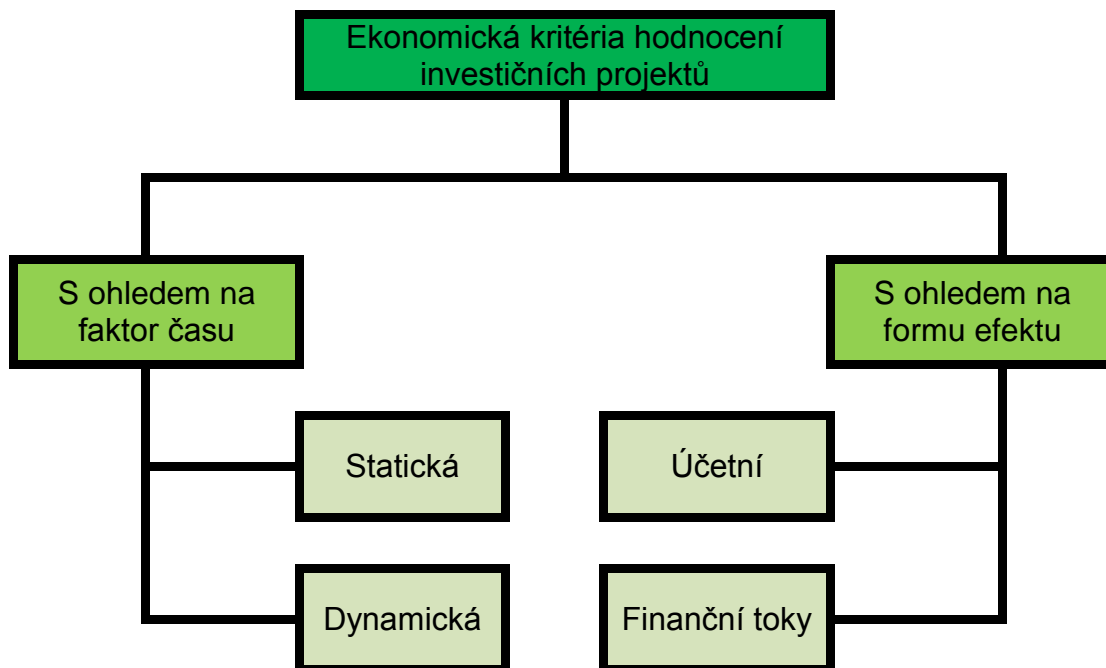 Ekonomická kritéria hodnocení
investičních projektů
S ohledem na
faktor času
S ohledem na
formu efektu
Statická
Účetní
Dynamická
Finanční toky